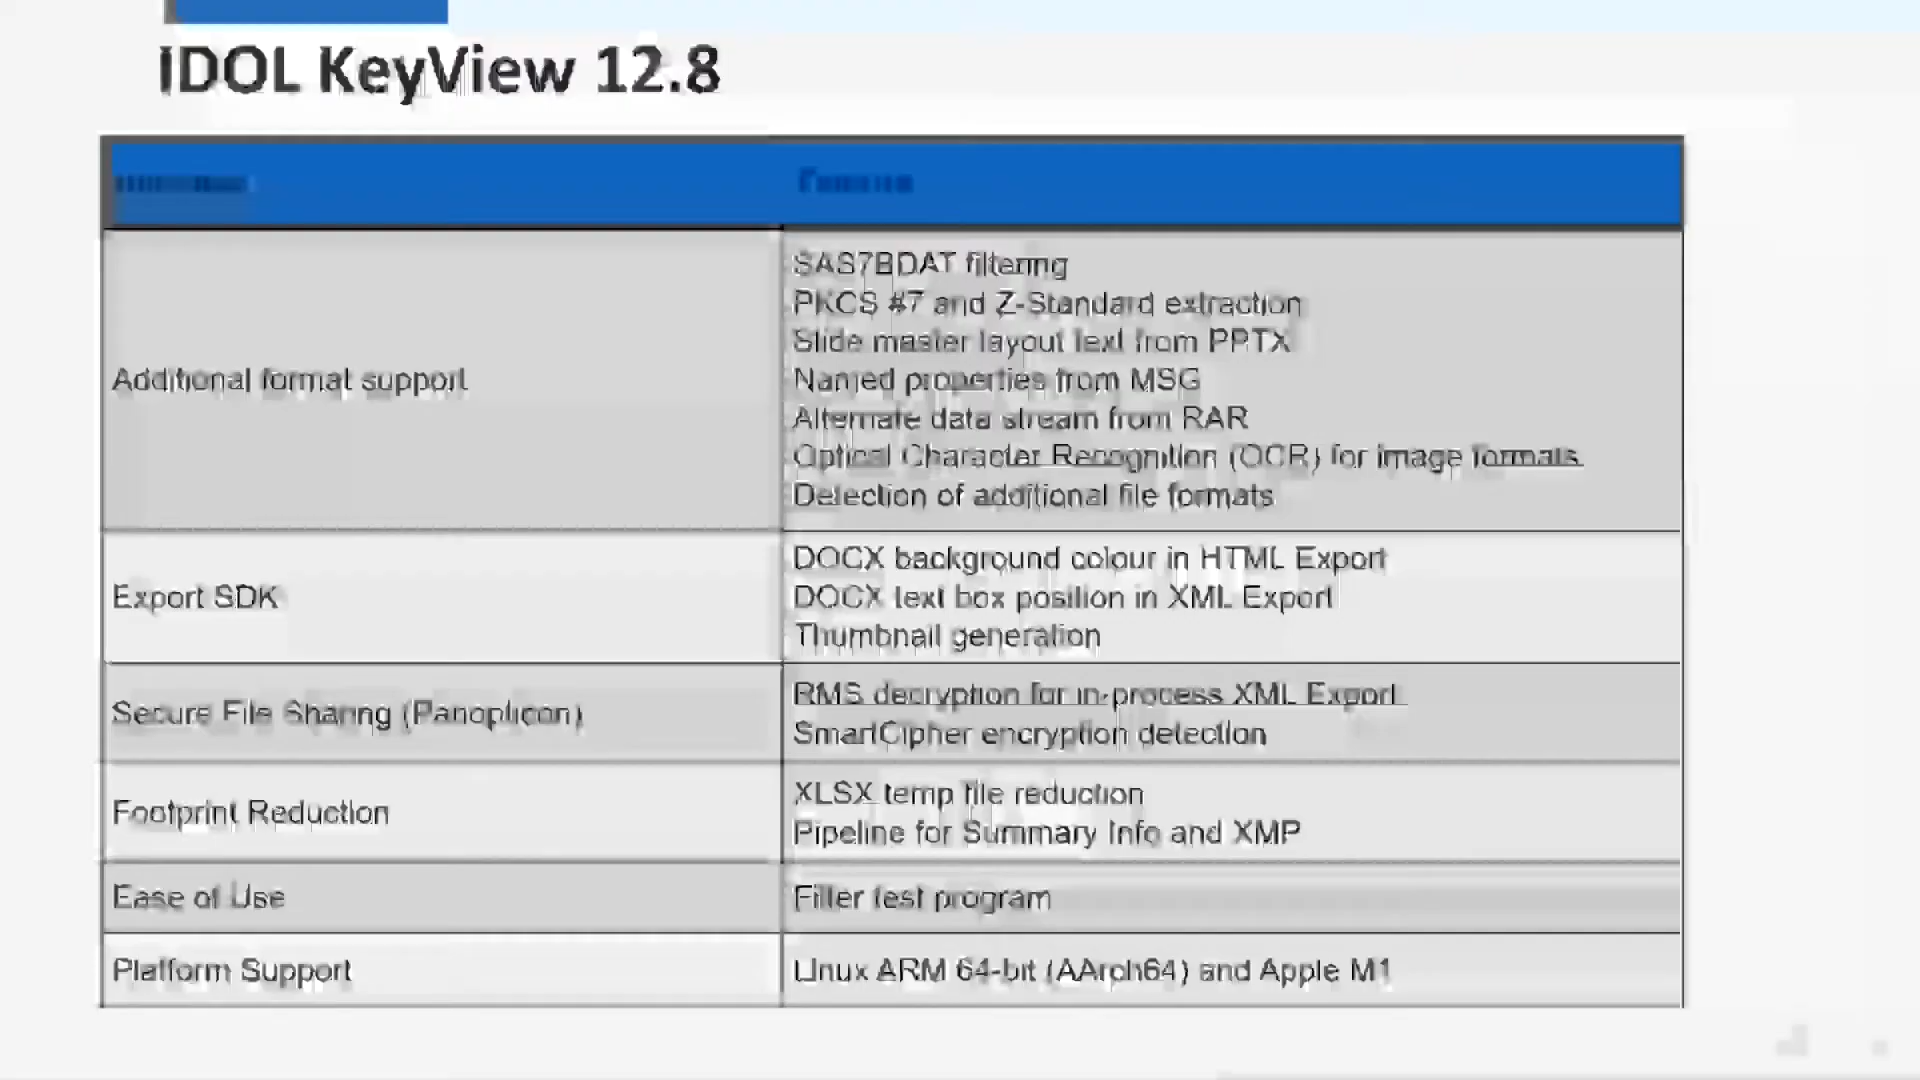 IDOL KeyView 12.8
SAS7BDAT filtering
PKCS #7 and Z-Standard extraction
Slide master layout text from PPTX
Additional format support
Named properties from MSG
Alternate data stream from RAR
Optical Character Recognition (OCR) for image formats
Detection of additional file formats
DOCX background colour in HTML Export
Export SDK
DOCX text box position in XML Export
Thumbnail generation
Secure File Sharing (Panoplicon)
RMS decryption for in-process XML Export
SmartCipher encryption detection
Footprint Reduction
XLSX temp file reduction
Pipeline for Summary Info and XMP
Ease of Use
Filter test program
Platform Support
Linux ARM 64-bit (AArch64) and Apple M1